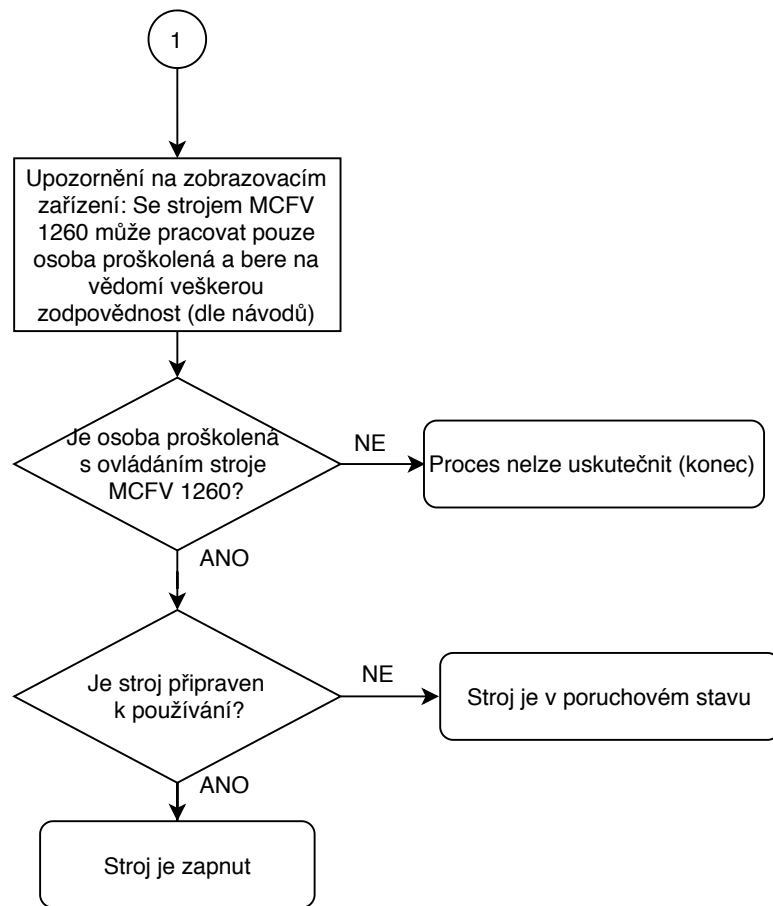 1
Upozornění na zobrazovacím
zařízení: Se strojem MCFV
1260 může pracovat pouze
osoba proškolená a bere na
vědomí veškerou
zodpovědnost (dle návodů)
Je osoba proškolená
s ovládáním stroje
MCFV 1260?
NE
Proces nelze uskutečnit (konec)
ANO
Je stroj připraven
k používání?
NE
Stroj je v poruchovém stavu
ANO
Stroj je zapnut